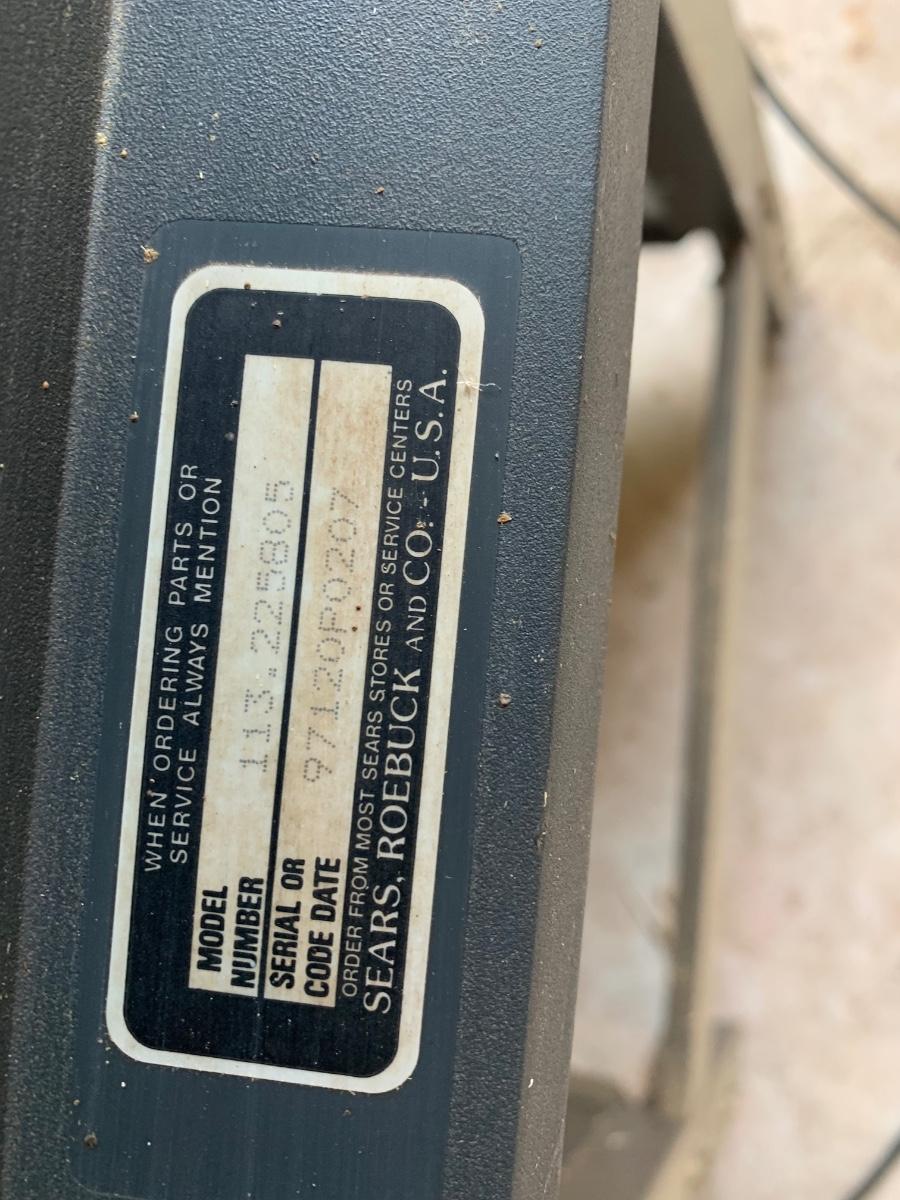 WHEN ORDERING PARTS OR
SERVICE ALWAYS MENTION
MODEL
NUMBER
113.225805
SERIAL OR
CODE DATE
97120P0207
ORDER FROM MOST SEARS STORES OR SERVICE CENTERS
SEARS, ROEBUCK AND CO. - U.S.A.